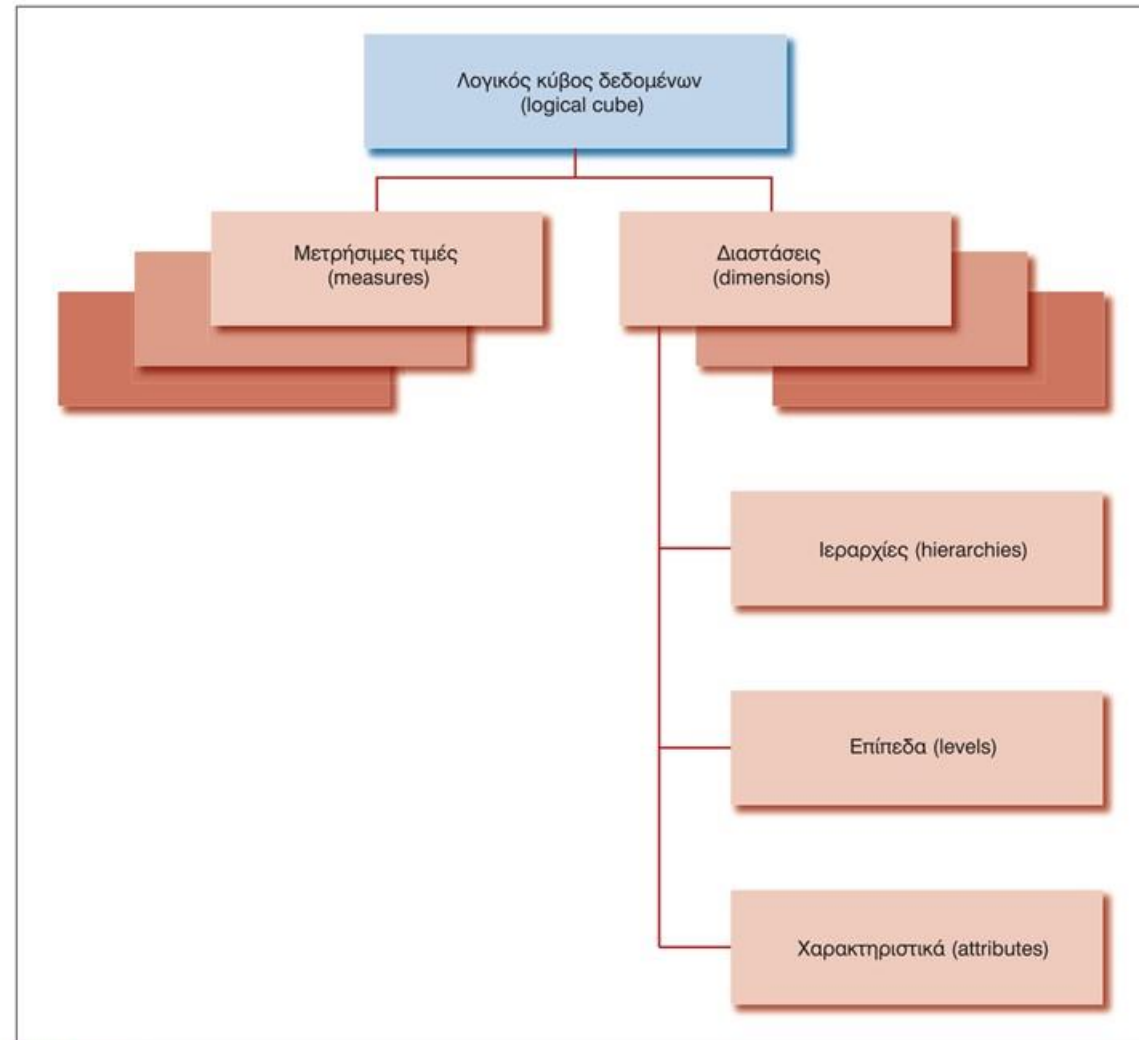 Λογικός κύβος δεδομένων
(logical cube)
Μετρήσιμες τιμές
(measures)
Διαστάσεις
(dimensions)
Ιεραρχίες (hierarchies)
Επίπεδα (levels)
Χαρακτηριστικά (attributes)